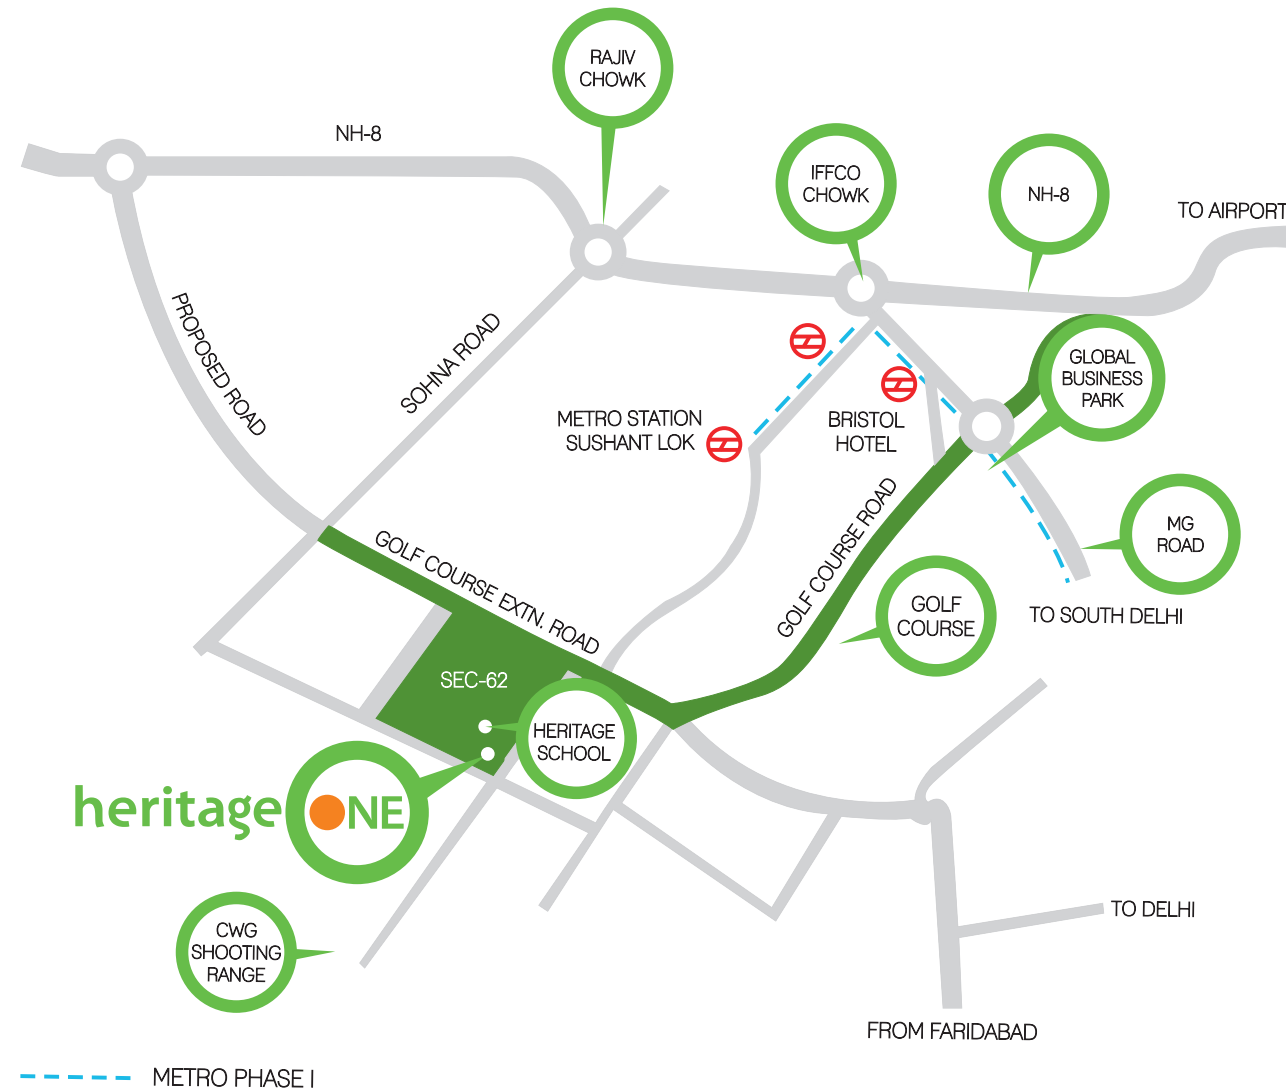 RAJIV
CHOWK
NH-8
IFFCO
CHOWK
NH-8
TO AIRPORT
PROPOSED ROAD
SOHNA ROAD
GLOBAL
BUSINESS
PARK
METRO STATION
SUSHANT LOK
BRISTOL
HOTEL
GOLF COURSE ROAD
MG
ROAD
GOLF COURSE EXTN. ROAD
GOLF
COURSE
TO SOUTH DELHI
SEC-62
HERITAGE
SCHOOL
heritage NE
CWG
SHOOTING
RANGE
TO DELHI
FROM FARIDABAD
METRO PHASE I